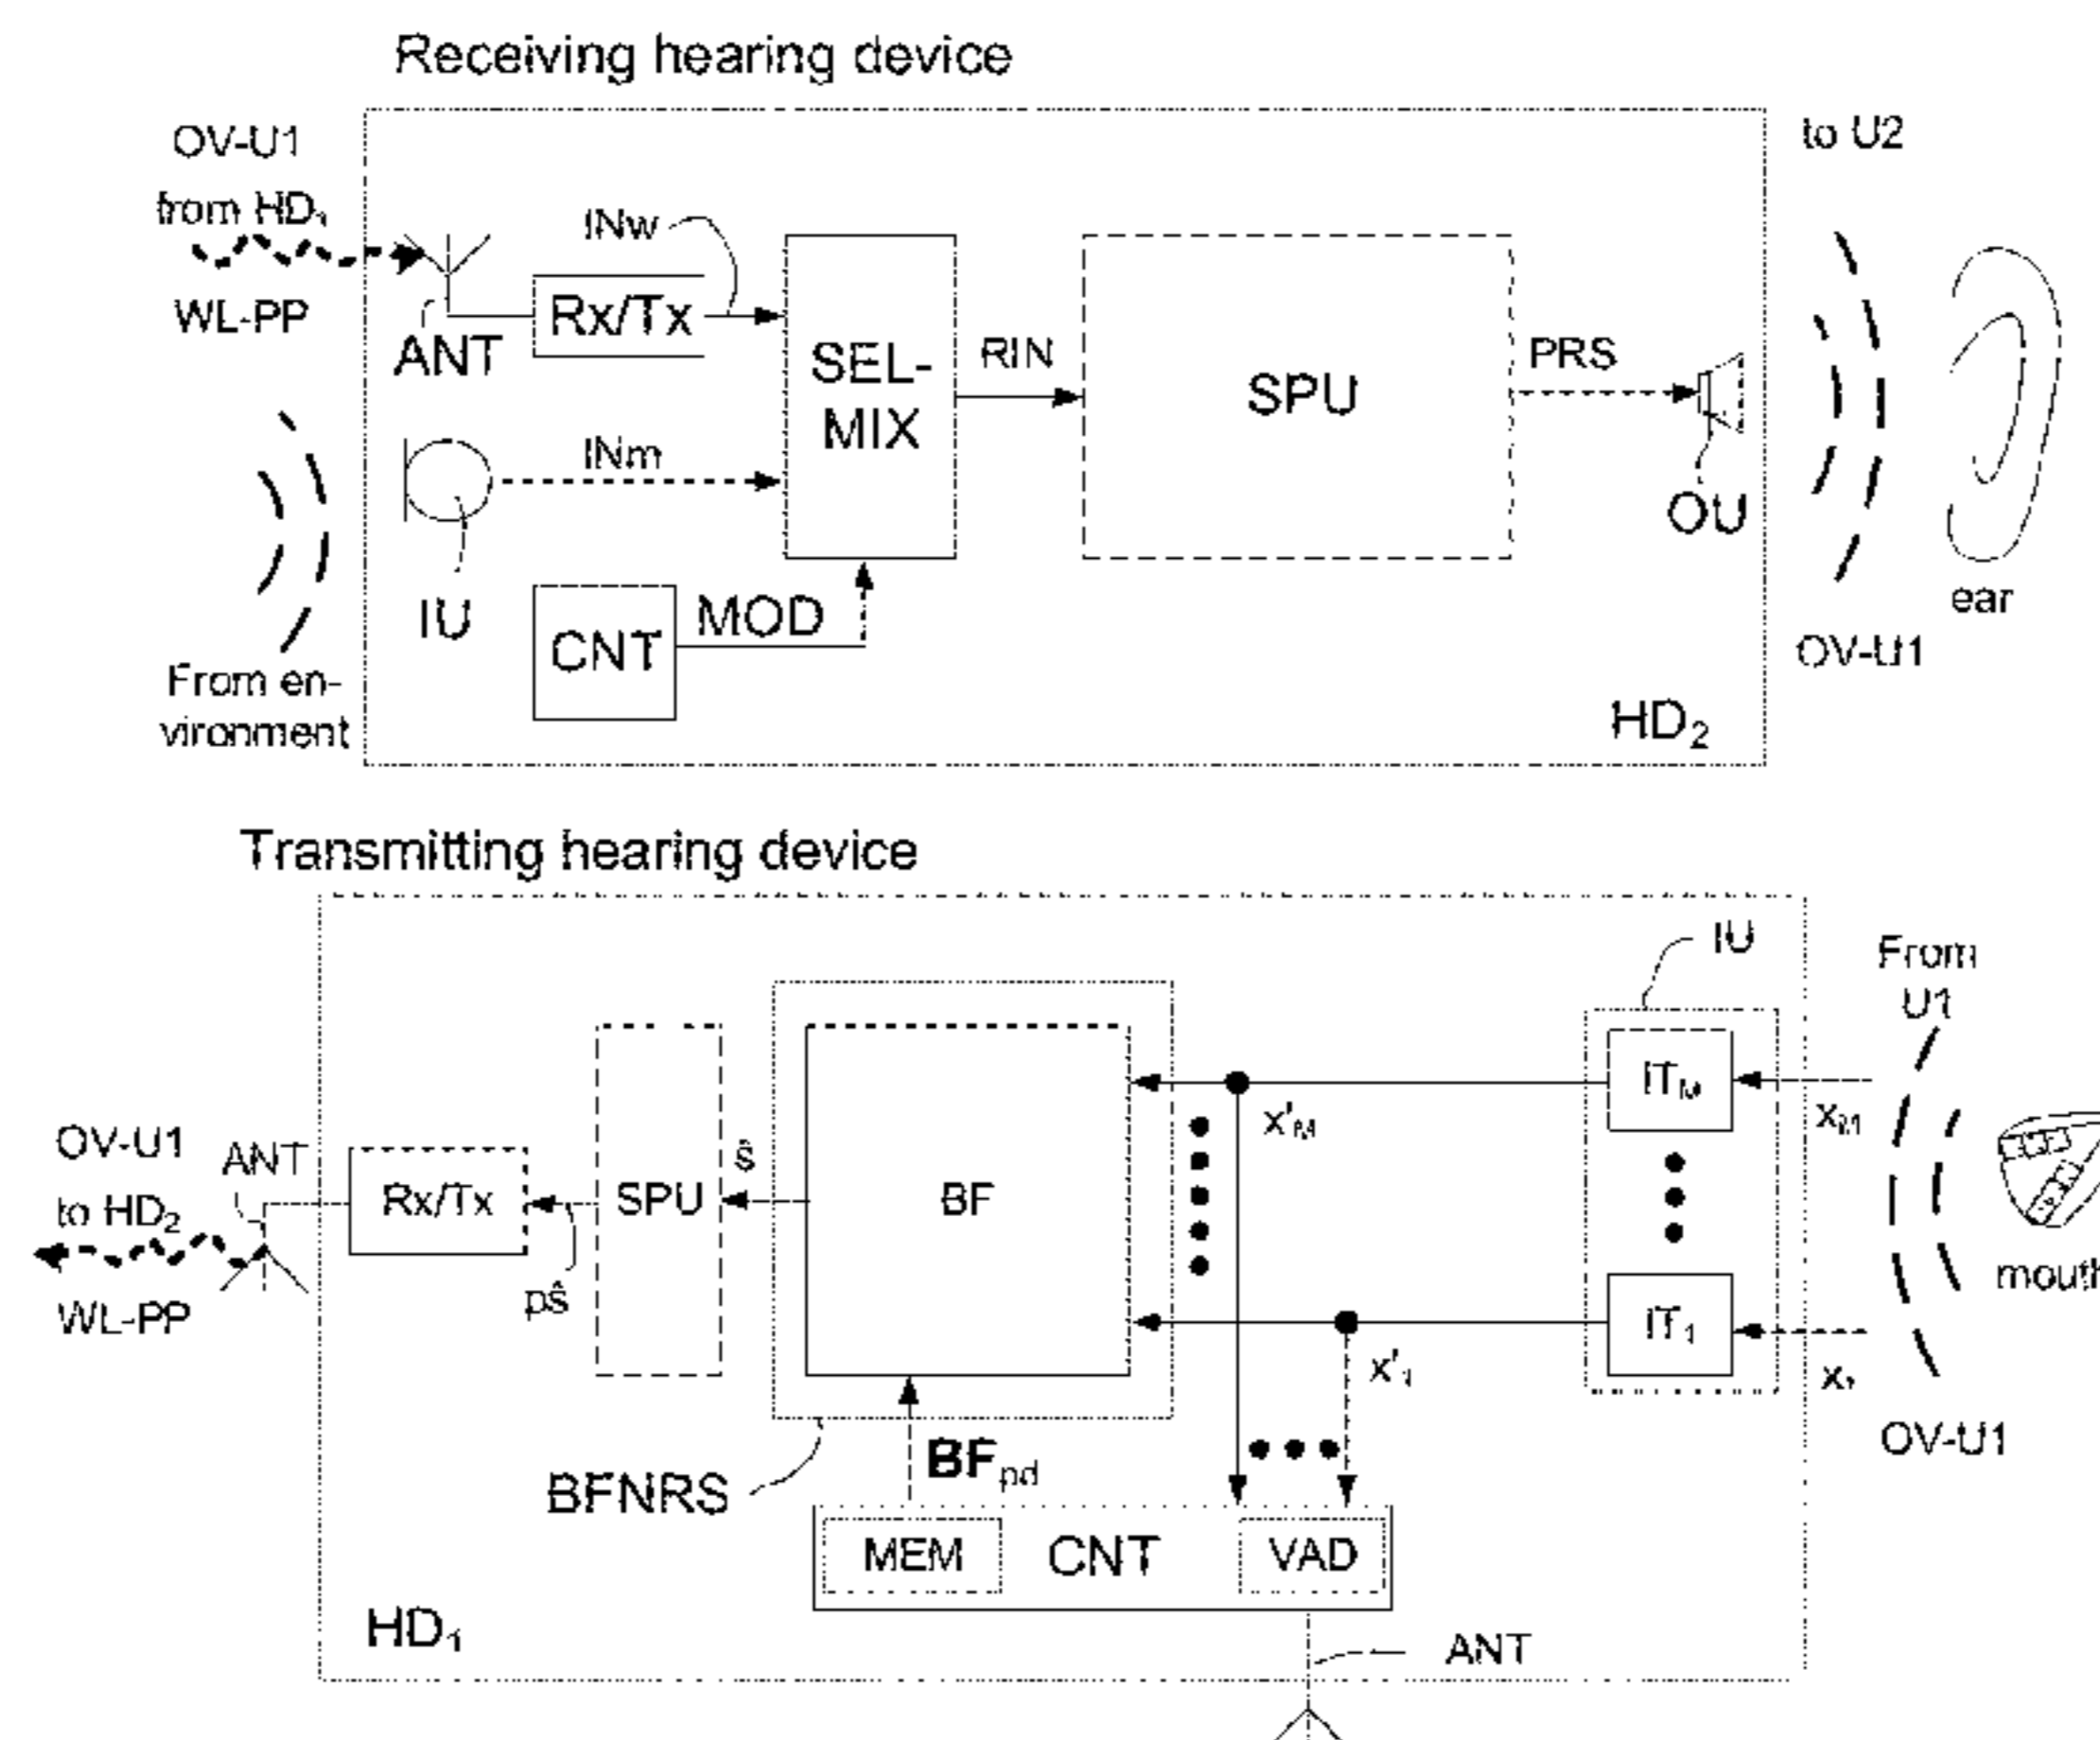 Receiving hearing device
OV-U1
from HD1
WL-PP
ANT
Rx/Tx
INw
INm
IU
CNT
MOD
SEL-
MIX
RIN
SPU
PRS
OU
to U2
ear
OV-U1
From en-
vironment
HD2
Transmitting hearing device
OV-U1
to HD2
WL-PP
ANT
Rx/Tx
pŝ
SPU
ŝ
BF
BFNRS
BFpd
MEM
CNT
VAD
x'M
x'1
IU
ITM
IT1
xM
x1
From
U1
mouth
OV-U1
HD1
ANT